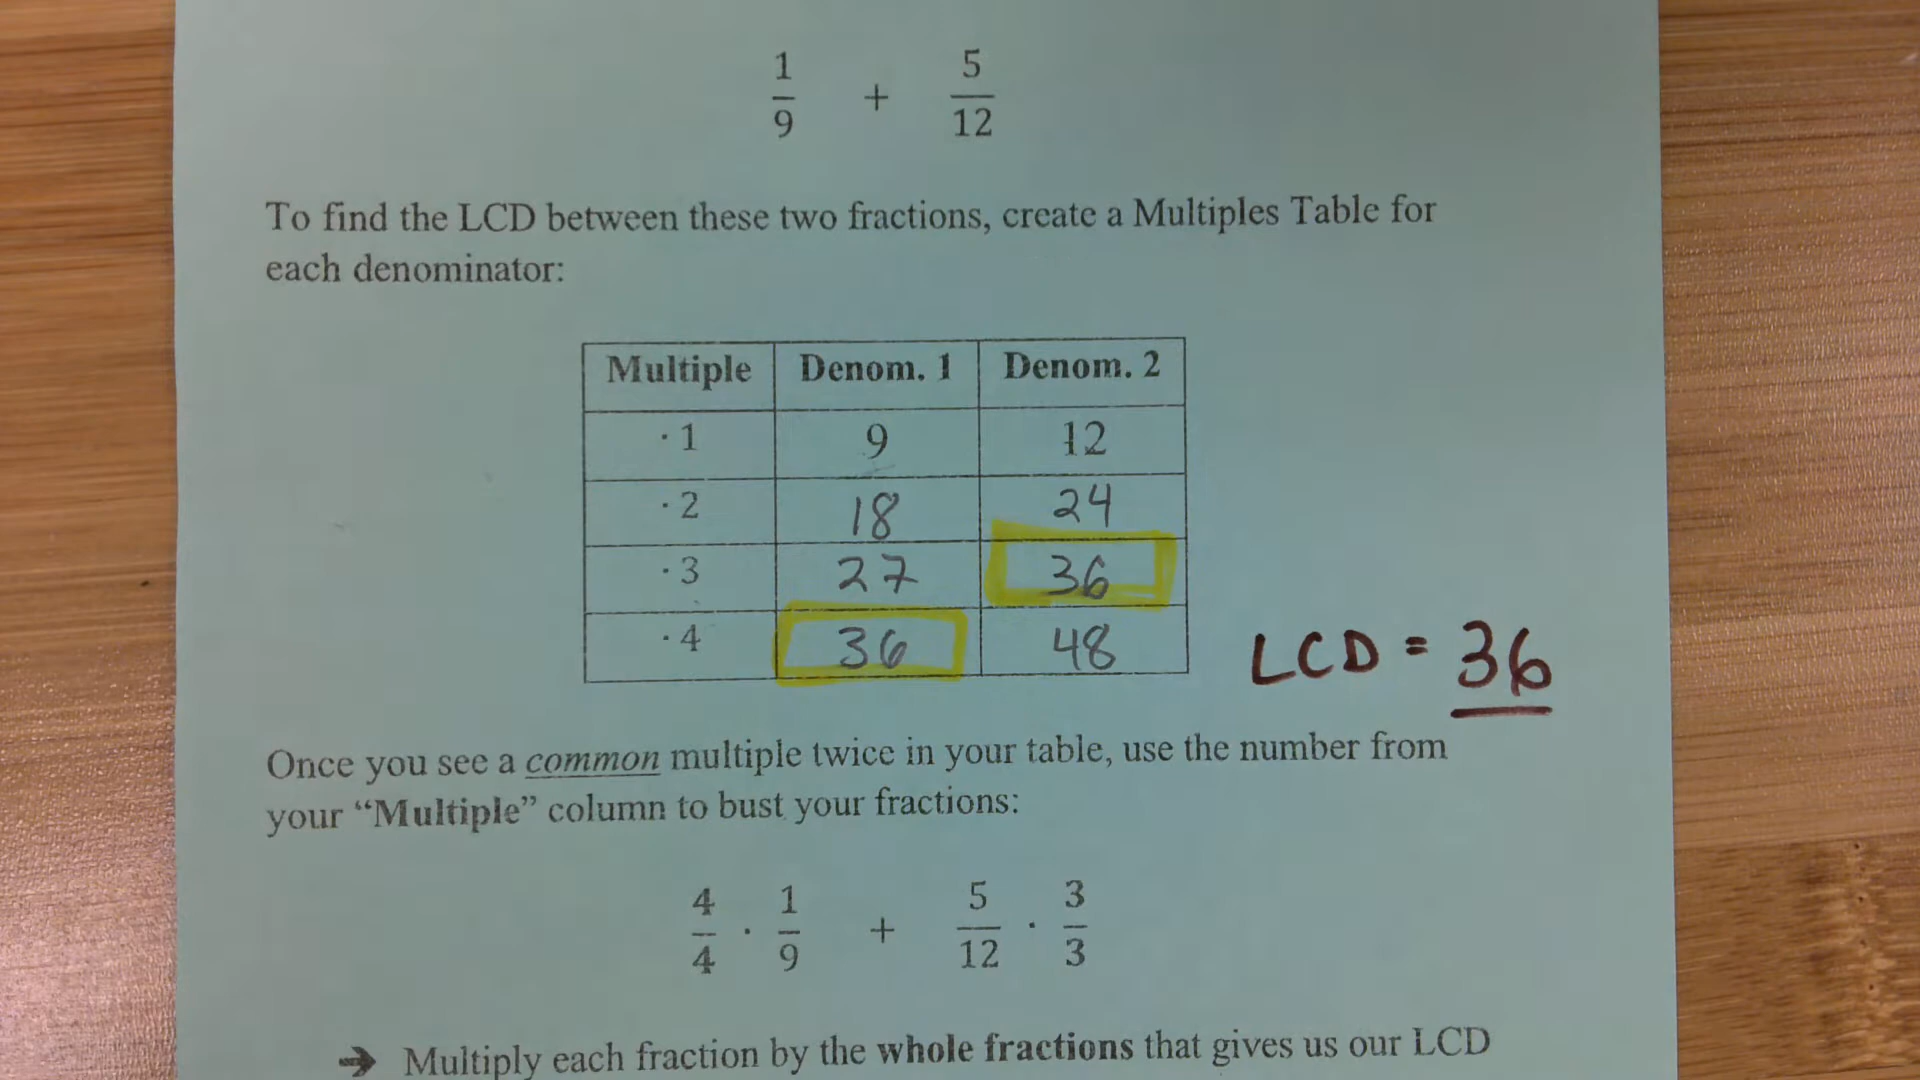 1/9 + 5/12
To find the LCD between these two fractions, create a Multiples Table for
each denominator:
Multiple Denom. 1 Denom. 2
· 1 9 12
· 2 18 24
· 3 27 36
· 4 36 48
LCD = 36
Once you see a common multiple twice in your table, use the number from
your “Multiple” column to bust your fractions:
4/4 · 1/9 + 5/12 · 3/3
➔ Multiply each fraction by the whole fractions that gives us our LCD